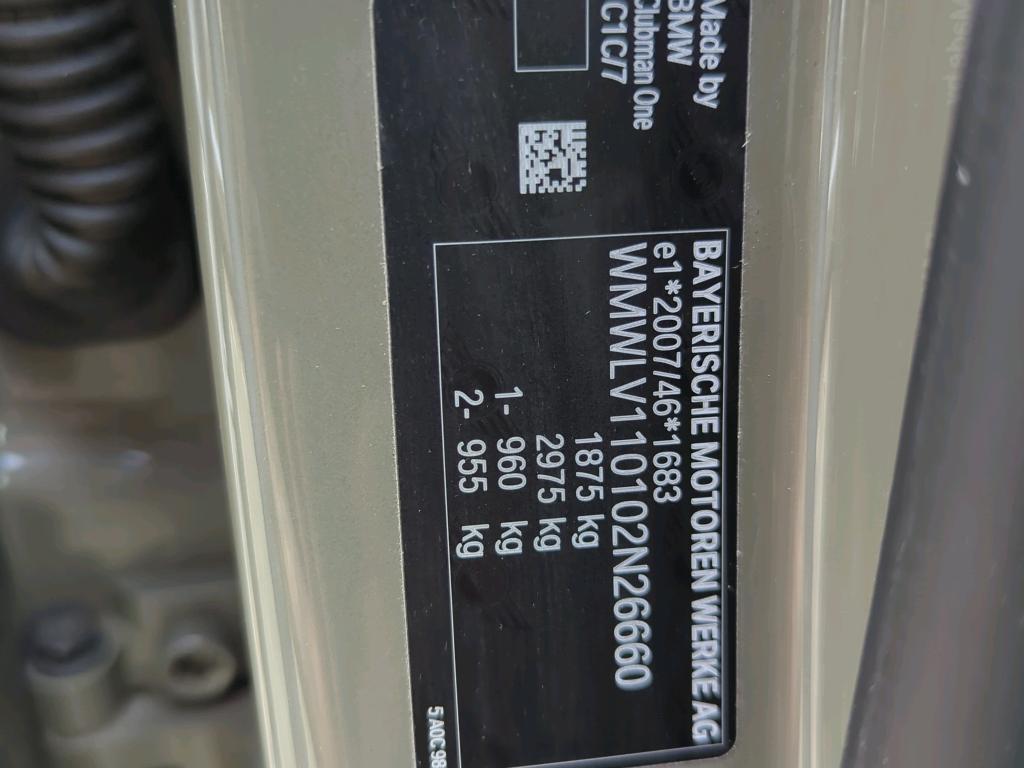 Made by
BMW
Clubman One
C1C/7
BAYERISCHE MOTOREN WERKE AG
e1*2007/46*1683
WMWLV110102N26660
1875 kg
2975 kg
1- 960 kg
2- 955 kg
5A0C9B